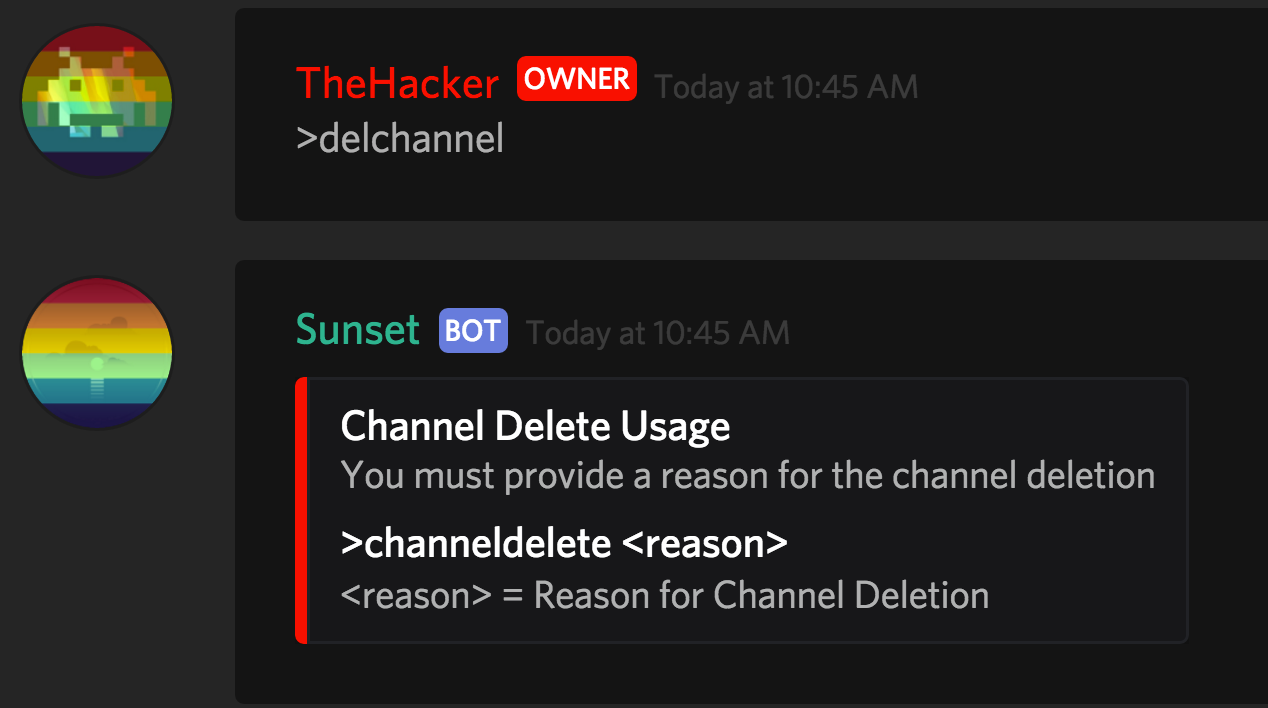 TheHacker OWNER Today at 10:45 AM
>delchannel
Sunset BOT Today at 10:45 AM
Channel Delete Usage
You must provide a reason for the channel deletion
>channeldelete <reason>
<reason> = Reason for Channel Deletion